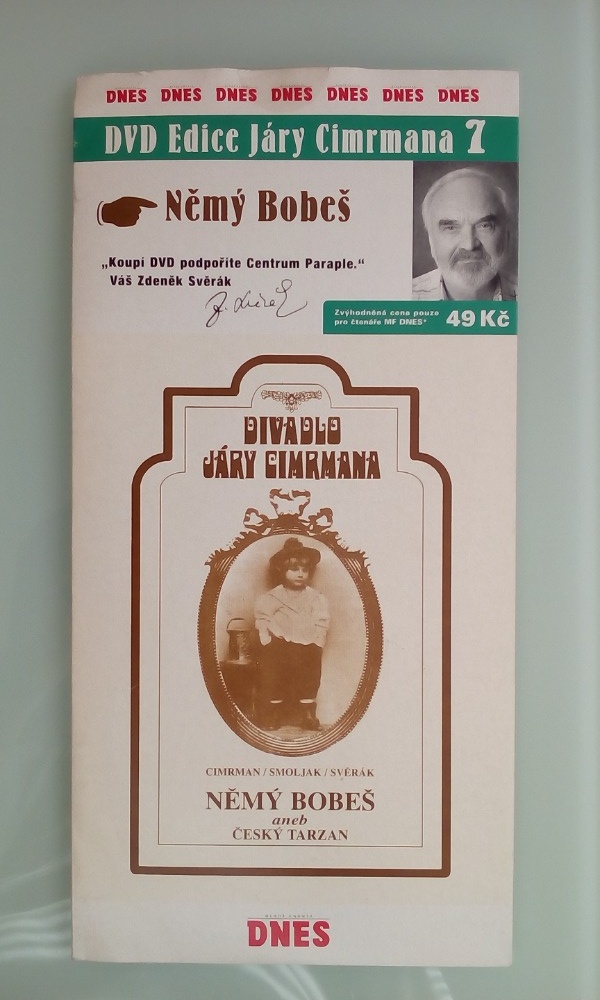 DNES DNES DNES DNES DNES DNES DNES
DVD Edice Járy Cimrmana 7
Němý Bobeš
„Koupí DVD podpoříte Centrum Paraple.“
Váš Zdeněk Svěrák
Zvýhodněná cena pouze
pro čtenáře MF DNES*
49 Kč
DIVADLO
JÁRY CIMRMANA
CIMRMAN / SMOLJAK / SVĚRÁK
NĚMÝ BOBEŠ
aneb
ČESKÝ TARZAN
MLADÁ FRONTA
DNES